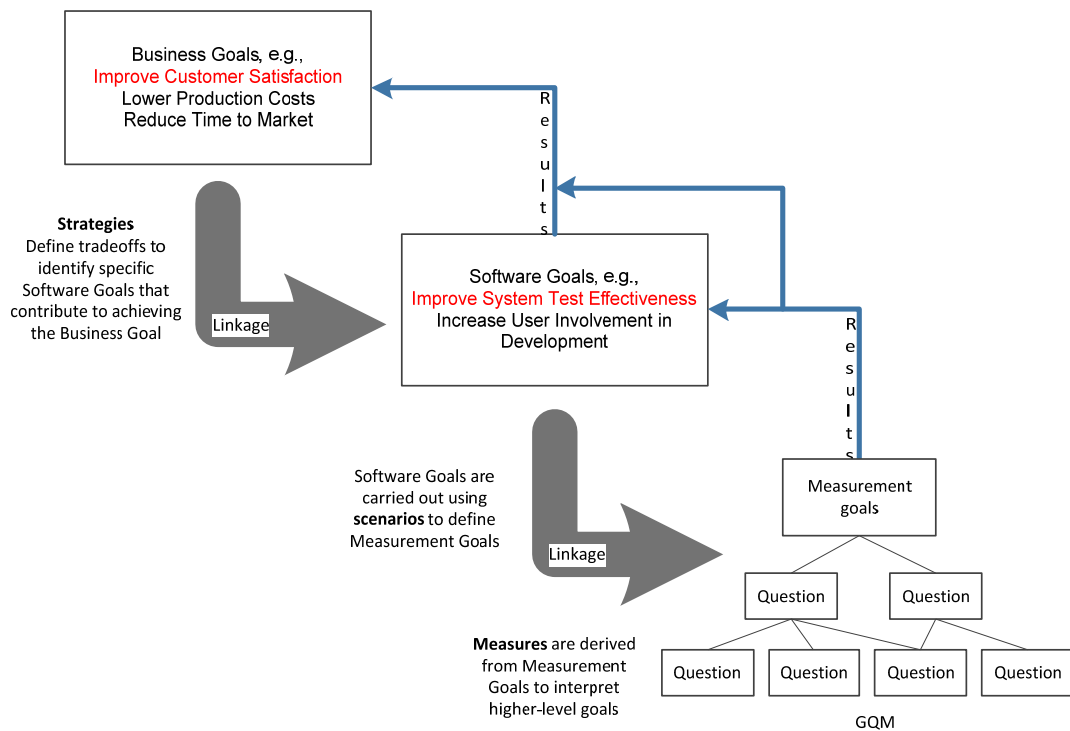 Business Goals, e.g.,
Improve Customer Satisfaction
Lower Production Costs
Reduce Time to Market
Results
Strategies
Define tradeoffs to
identify specific
Software Goals that
contribute to achieving
the Business Goal
Linkage
Software Goals, e.g.,
Improve System Test Effectiveness
Increase User Involvement in
Development
Results
Software Goals are
carried out using
scenarios to define
Measurement Goals
Linkage
Measurement
goals
Question
Question
Measures are derived
from Measurement
Goals to interpret
higher-level goals
Question
Question
Question
Question
GQM